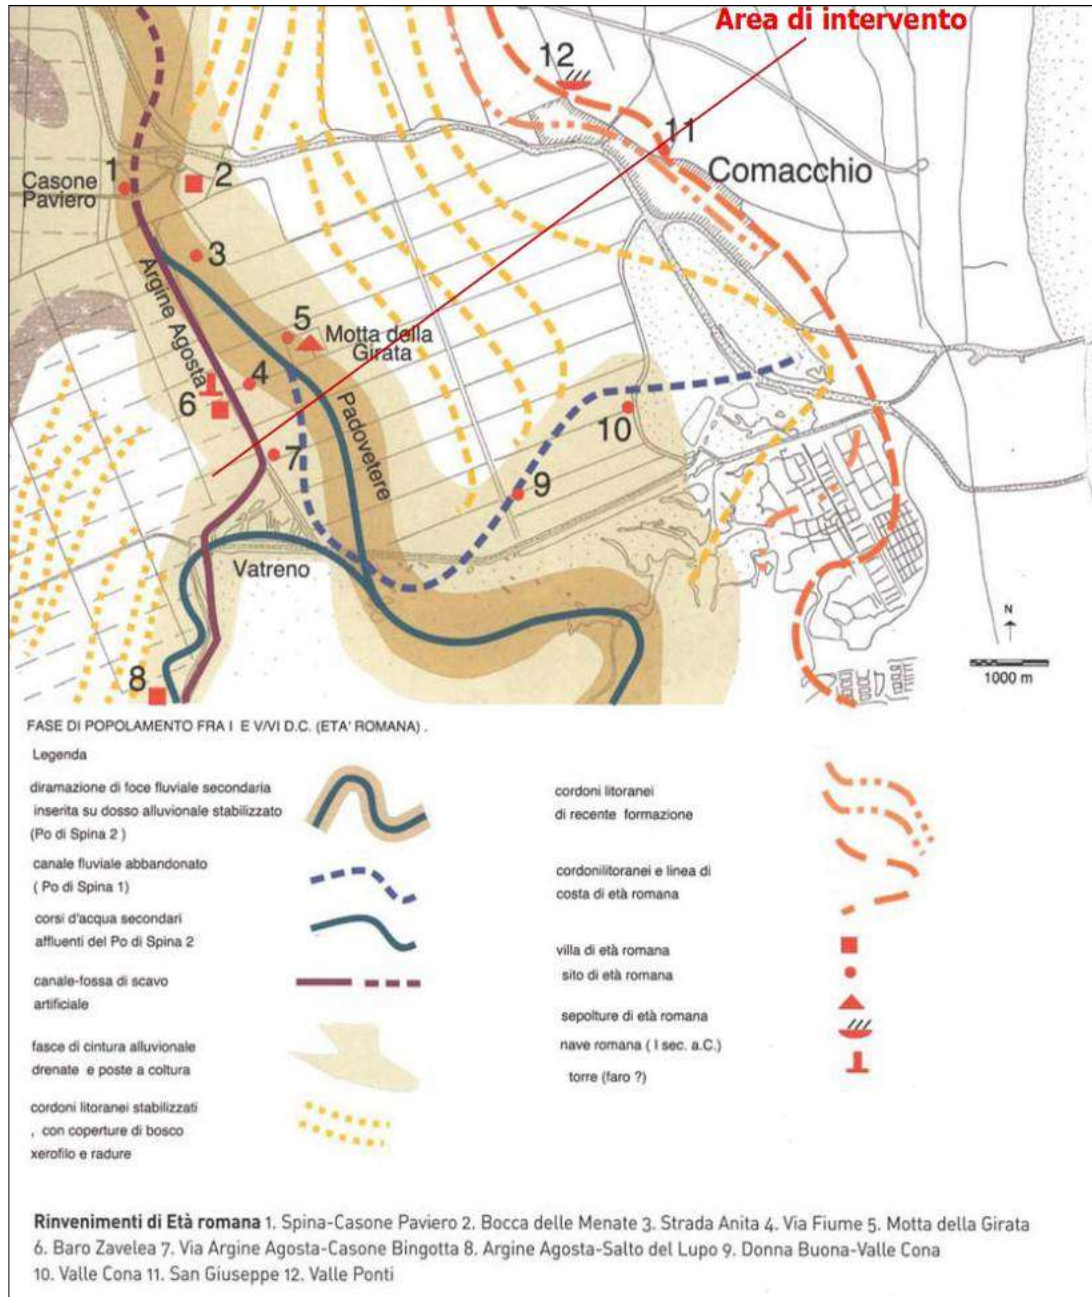 Area di intervento
12
11
Comacchio
1
2
Casone
Paviero
3
Argine Agosta
5
Motta della
Girata
4
6
Padovetere
10
7
9
Vatreno
N
1000 m
8
FASE DI POPOLAMENTO FRA I E V/VI D.C. (ETA' ROMANA) .
Legenda
diramazione di foce fluviale secondaria
inserita su dosso alluvionale stabilizzato
(Po di Spina 2 )
canale fluviale abbandonato
( Po di Spina 1)
corsi d'acqua secondari
affluenti del Po di Spina 2
canale-fossa di scavo
artificiale
fasce di cintura alluvionale
drenate e poste a coltura
cordoni litoranei stabilizzati
, con coperture di bosco
xerofilo e radure
cordoni litoranei
di recente formazione
cordonilitoranei e linea di
costa di età romana
villa di età romana
sito di età romana
sepolture di età romana
nave romana ( I sec. a.C.)
torre (faro ?)
Rinvenimenti di Età romana 1. Spina-Casone Paviero 2. Bocca delle Menate 3. Strada Anita 4. Via Fiume 5. Motta della Girata
6. Baro Zavelea 7. Via Argine Agosta-Casone Bingotta 8. Argine Agosta-Salto del Lupo 9. Donna Buona-Valle Cona
10. Valle Cona 11. San Giuseppe 12. Valle Ponti